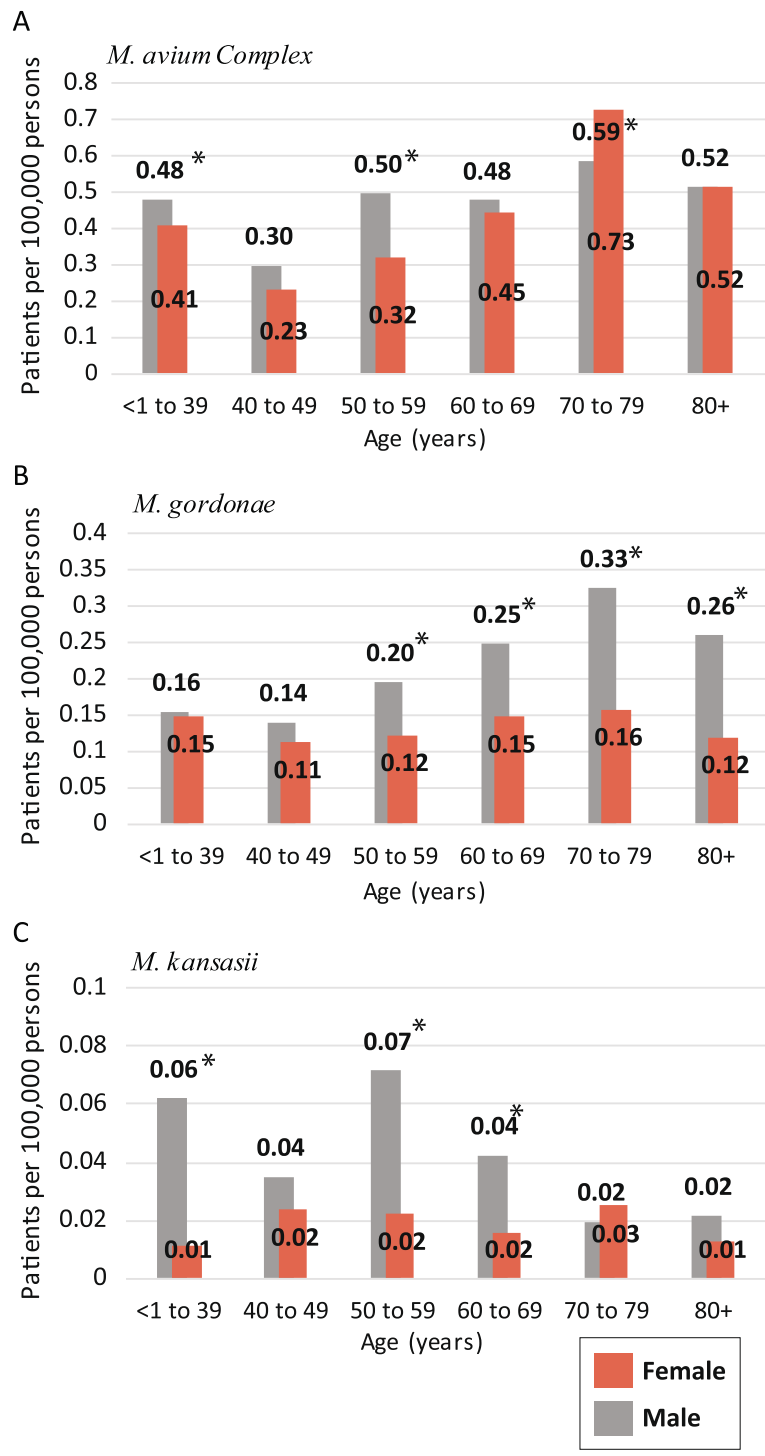 A
M. avium Complex
Patients per 100,000 persons
0.8
0.7
0.6
0.5
0.4
0.3
0.2
0.1
0
0.48 * 0.30 0.50 * 0.48 0.59 * 0.52
0.41 0.23 0.32 0.45 0.73 0.52
<1 to 39 40 to 49 50 to 59 60 to 69 70 to 79 80+
Age (years)
B
M. gordonae
Patients per 100,000 persons
0.4
0.35
0.3
0.25
0.2
0.15
0.1
0.05
0
0.16 0.14 0.20 * 0.25 * 0.33 * 0.26 *
0.15 0.11 0.12 0.15 0.16 0.12
<1 to 39 40 to 49 50 to 59 60 to 69 70 to 79 80+
Age (years)
C
M. kansasii
Patients per 100,000 persons
0.1
0.08
0.06
0.04
0.02
0
0.06 * 0.04 0.07 * 0.04 * 0.02 0.02
0.01 0.02 0.02 0.02 0.03 0.01
<1 to 39 40 to 49 50 to 59 60 to 69 70 to 79 80+
Age (years)
Female
Male